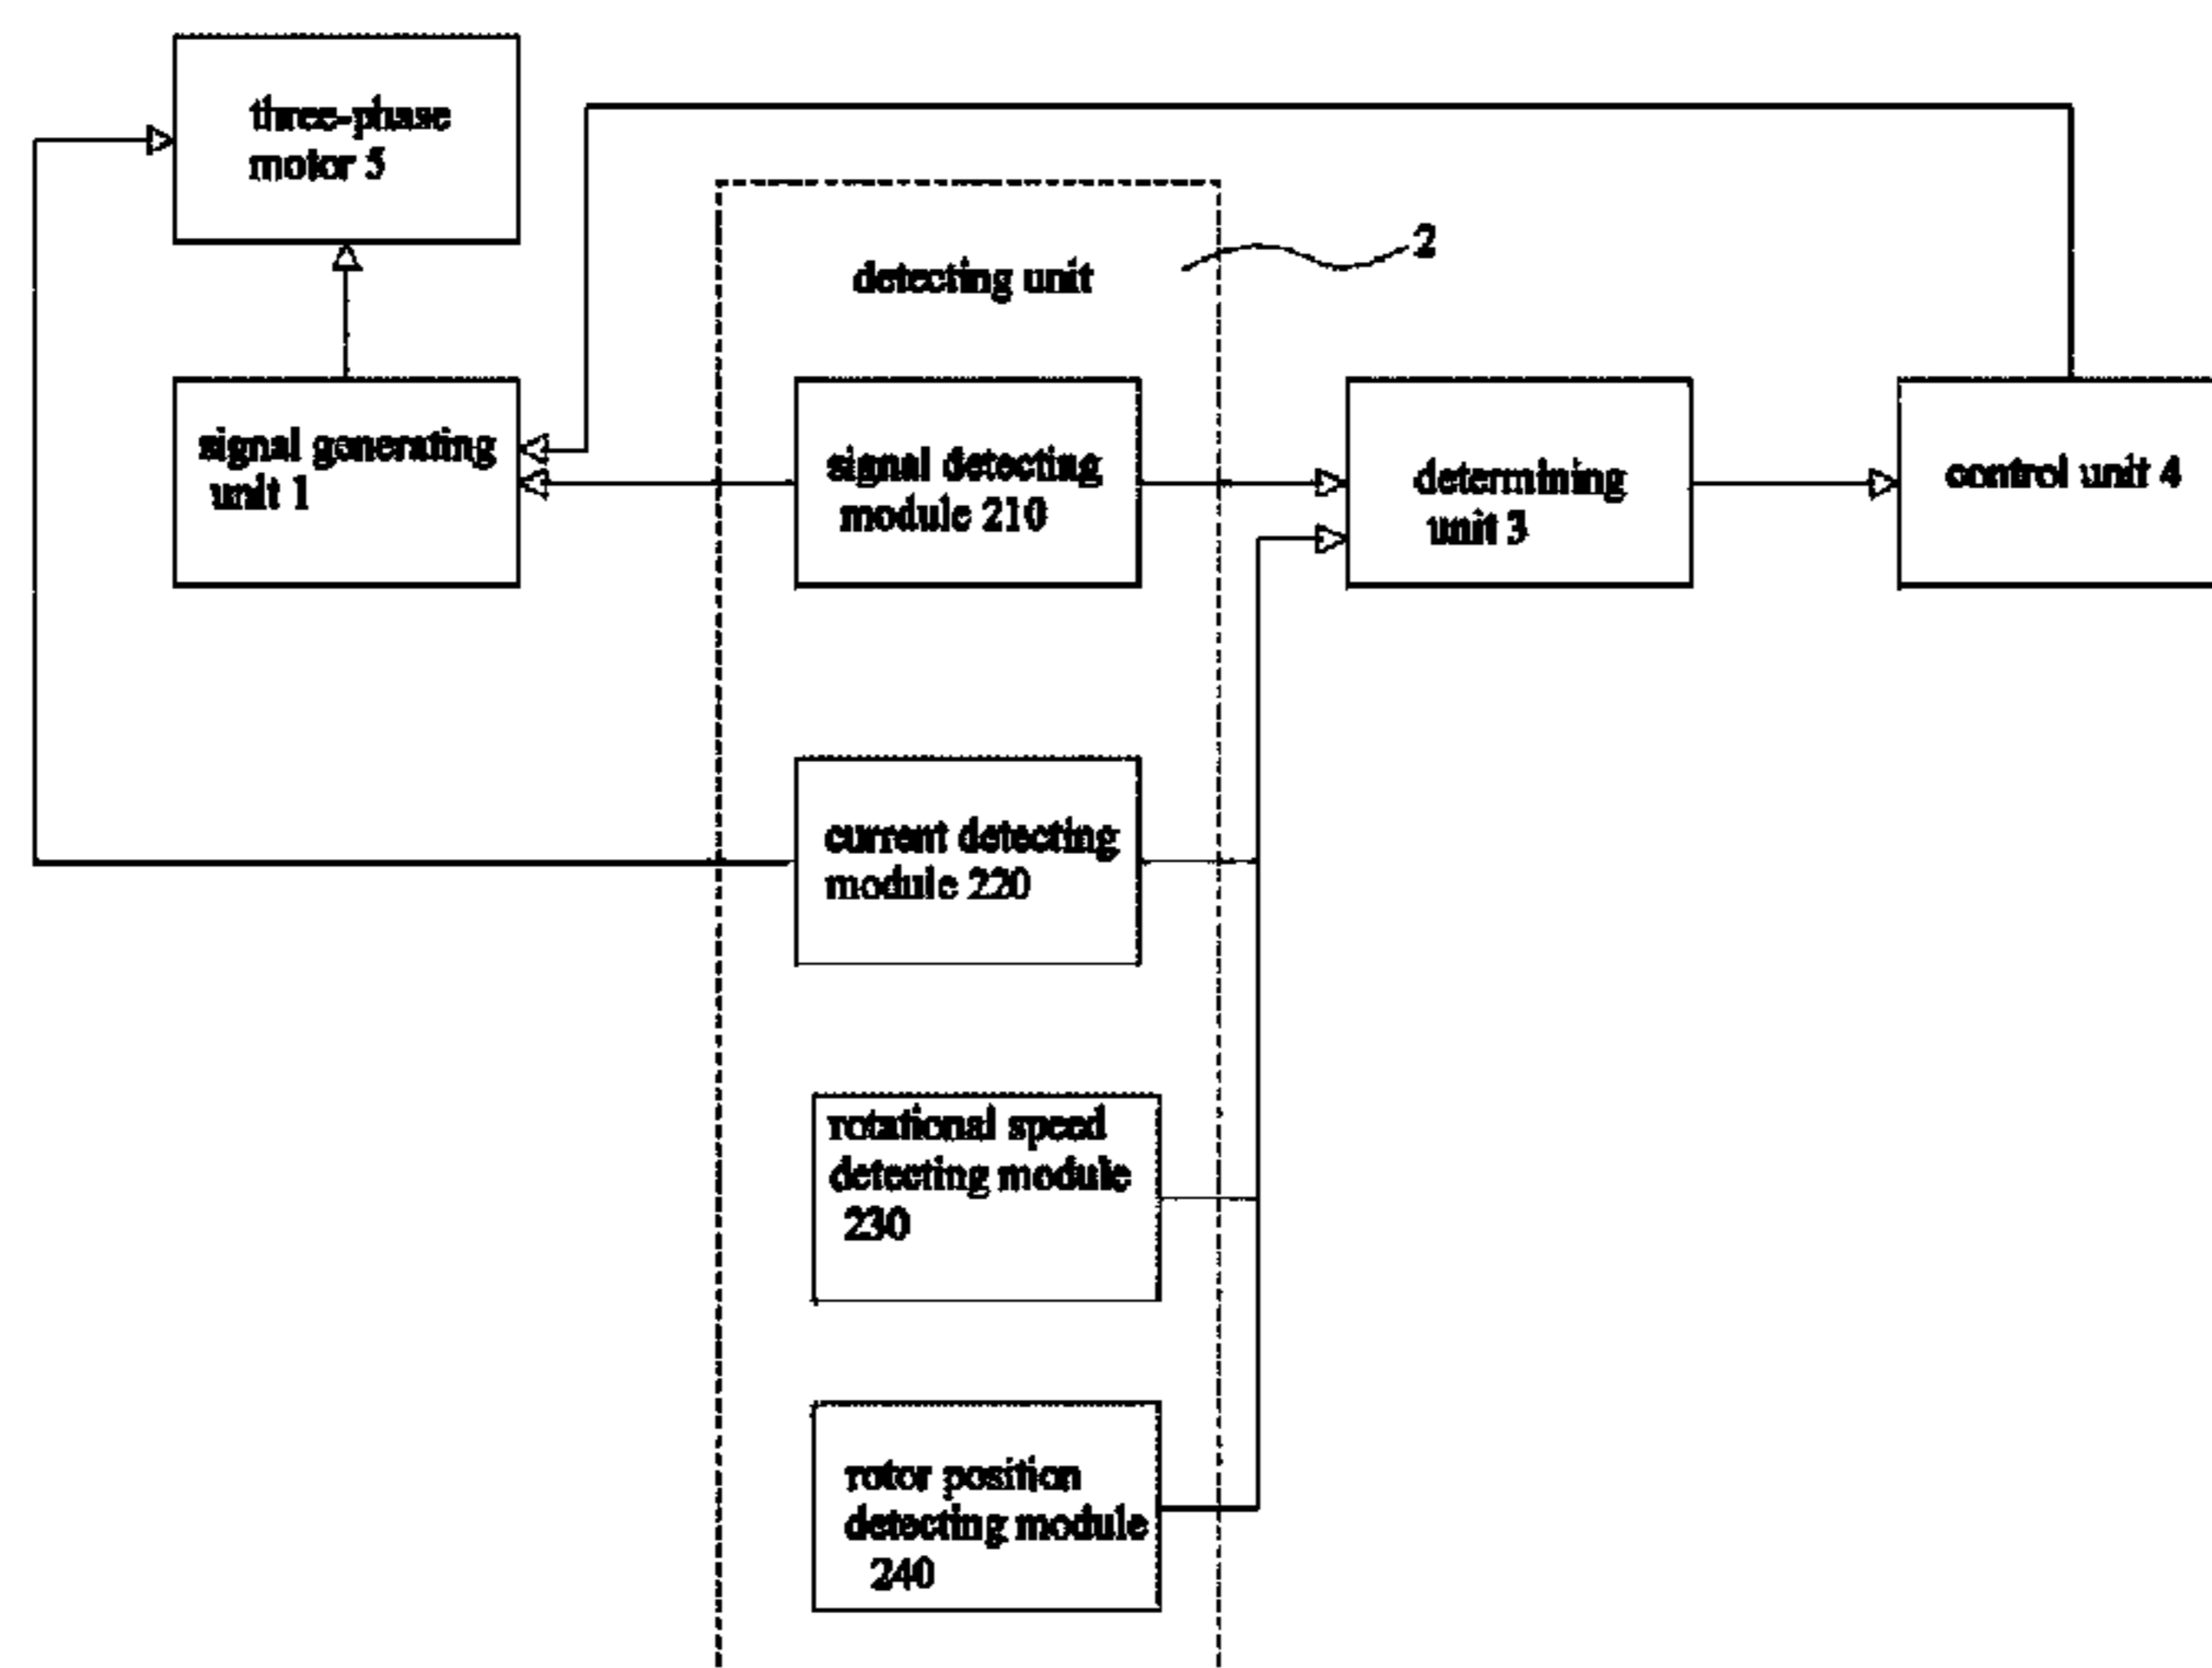 three-phase
motor 5
detecting unit
2
signal generating
unit 1
signal detecting
module 210
determining
unit 3
control unit 4
current detecting
module 220
rotational speed
detecting module
230
rotor position
detecting module
240